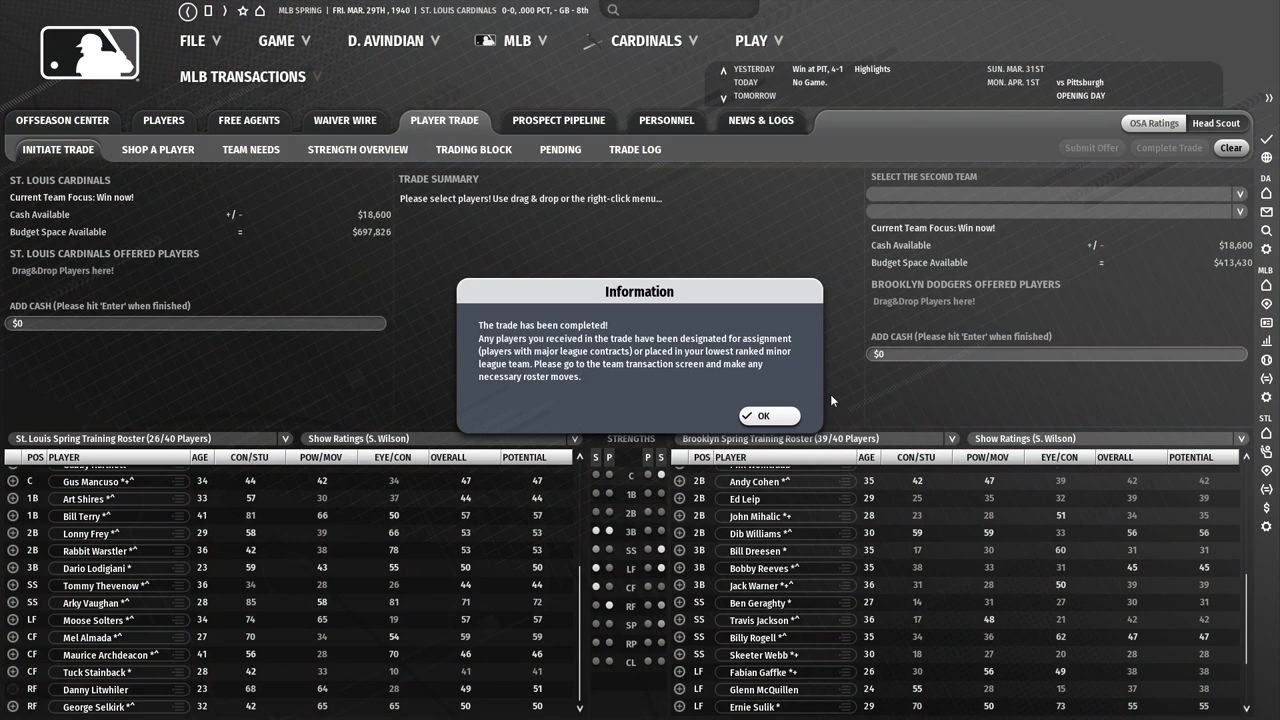 MLB SPRING | FRI. MAR. 29TH , 1940 | ST. LOUIS CARDINALS 0-0, .000 PCT, - GB - 8th
FILE GAME D. AVINDIAN MLB CARDINALS PLAY
MLB TRANSACTIONS
YESTERDAY Win at PIT, 4-1 Highlights SUN. MAR. 31ST
TODAY No Game. MON. APR. 1ST vs Pittsburgh
TOMORROW OPENING DAY
OFFSEASON CENTER PLAYERS FREE AGENTS WAIVER WIRE PLAYER TRADE PROSPECT PIPELINE PERSONNEL NEWS & LOGS OSA Ratings Head Scout
INITIATE TRADE SHOP A PLAYER TEAM NEEDS STRENGTH OVERVIEW TRADING BLOCK PENDING TRADE LOG Submit Offer Complete Trade Clear
ST. LOUIS CARDINALS TRADE SUMMARY SELECT THE SECOND TEAM
Current Team Focus: Win now! Please select players! Use drag & drop or the right-click menu...
Cash Available +/- $18,600
Budget Space Available = $697,826 Current Team Focus: Win now!
Cash Available +/- $18,600
ST. LOUIS CARDINALS OFFERED PLAYERS Budget Space Available = $413,430
Drag&Drop Players here! BROOKLYN DODGERS OFFERED PLAYERS
Drag&Drop Players here!
ADD CASH (Please hit 'Enter' when finished)
$0
ADD CASH (Please hit 'Enter' when finished)
$0
Information
The trade has been completed!
Any players you received in the trade have been designated for assignment
(players with major league contracts) or placed in your lowest ranked minor
league team. Please go to the team transaction screen and make any
necessary roster moves.
OK
DA
MLB
STL
St. Louis Spring Training Roster (26/40 Players) Show Ratings (S. Wilson) STRENGTHS Brooklyn Spring Training Roster (39/40 Players) Show Ratings (S. Wilson)
POS PLAYER AGE CON/STU POW/MOV EYE/CON OVERALL POTENTIAL S P P S POS PLAYER AGE CON/STU POW/MOV EYE/CON OVERALL POTENTIAL
C Gus Mancuso *+^ 34 44 42 34 47 47 C 2B Andy Cohen *^ 35 42 47 39 42 42
1B Art Shires *^ 33 57 30 37 44 44 1B 2B Ed Leip 29 25 35 32 39 39
1B Bill Terry *^ 41 81 66 50 57 57 2B 2B John Mihalic *+ 28 23 28 51 34 35
2B Lonny Frey *^ 29 58 39 66 53 53 3B 2B Dib Williams *^ 30 59 59 33 56 56
2B Rabbit Warstler *^ 36 42 38 78 53 53 SS 3B Bill Dreesen * 35 17 30 60 31 31
3B Dario Lodigiani * 23 59 43 55 50 50 LF 3B Bobby Reeves *^ 35 38 33 31 45 45
SS Tommy Thevenow *^ 36 34 28 26 44 44 CF 3B Jack Warner *+^ 36 31 28 50 39 39
SS Arky Vaughan *^ 28 85 58 81 71 72 RF SS Ben Geraghty * 27 14 31 27 30 31
LF Moose Solters *^ 34 74 65 19 57 57 SP SS Travis Jackson *^ 36 17 48 21 31 31
CF Mel Almada *^ 27 70 34 54 59 59 RP SS Billy Rogell *^ 35 34 36 62 47 47
CF Maurice Archdeacon *^ 41 56 28 70 46 46 CL SS Skeeter Webb *+ 30 18 27 20 28 28
CF Tuck Stainback * 28 42 33 10 41 41 LF Fabian Gaffke *+ 26 30 56 49 38 38
RF Danny Litwhiler 23 68 64 28 49 51 LF Glenn McQuillen 24 55 28 15 37 38
RF George Selkirk *^ 32 42 65 50 50 LF Ernie Sulik * 29 70 50 73 55 55